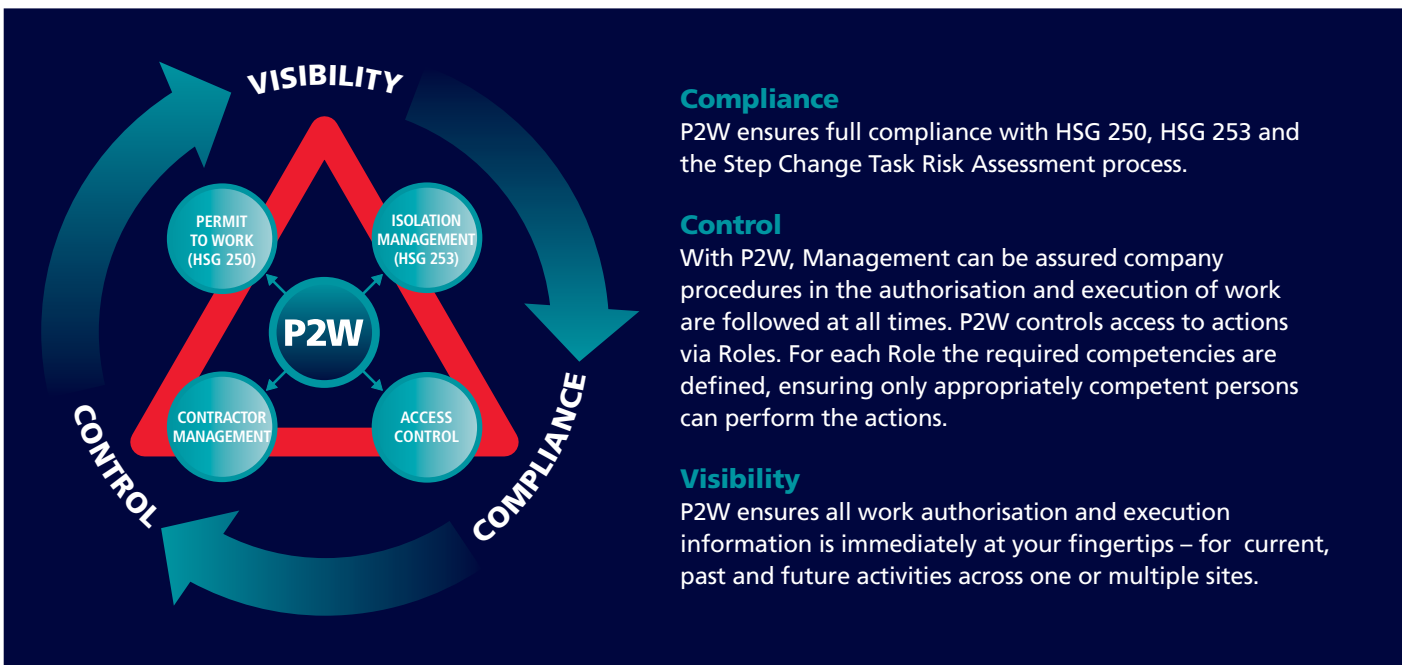 VISIBILITY
PERMIT
TO WORK
(HSG 250)
ISOLATION
MANAGEMENT
(HSG 253)
P2W
CONTRACTOR
MANAGEMENT
ACCESS
CONTROL
CONTROL
COMPLIANCE
Compliance
P2W ensures full compliance with HSG 250, HSG 253 and
the Step Change Task Risk Assessment process.
Control
With P2W, Management can be assured company
procedures in the authorisation and execution of work
are followed at all times. P2W controls access to actions
via Roles. For each Role the required competencies are
defined, ensuring only appropriately competent persons
can perform the actions.
Visibility
P2W ensures all work authorisation and execution
information is immediately at your fingertips – for  current,
past and future activities across one or multiple sites.